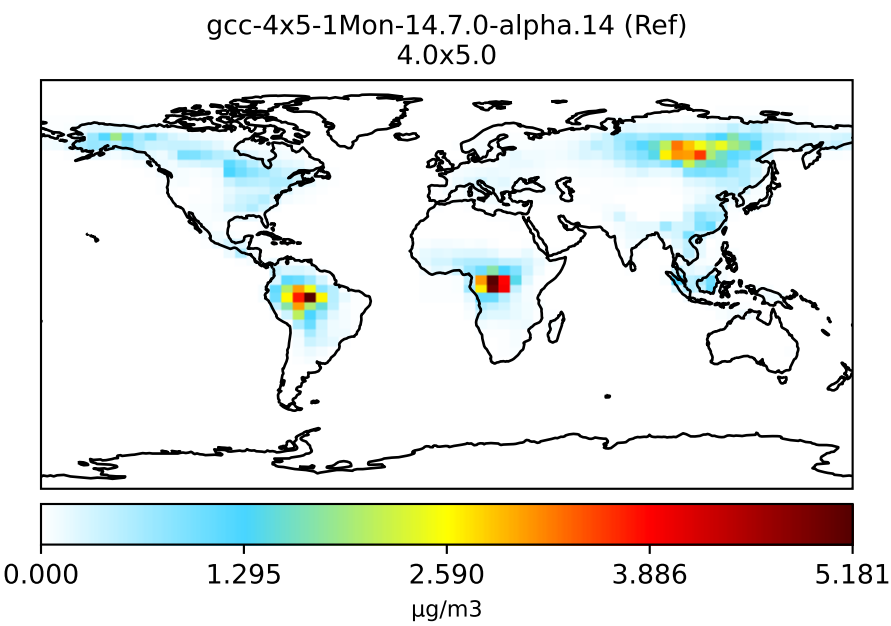 gcc-4x5-1Mon-14.7.0-alpha.14 (Ref)
4.0x5.0
0.000 1.295 2.590 3.886 5.181
μg/m3